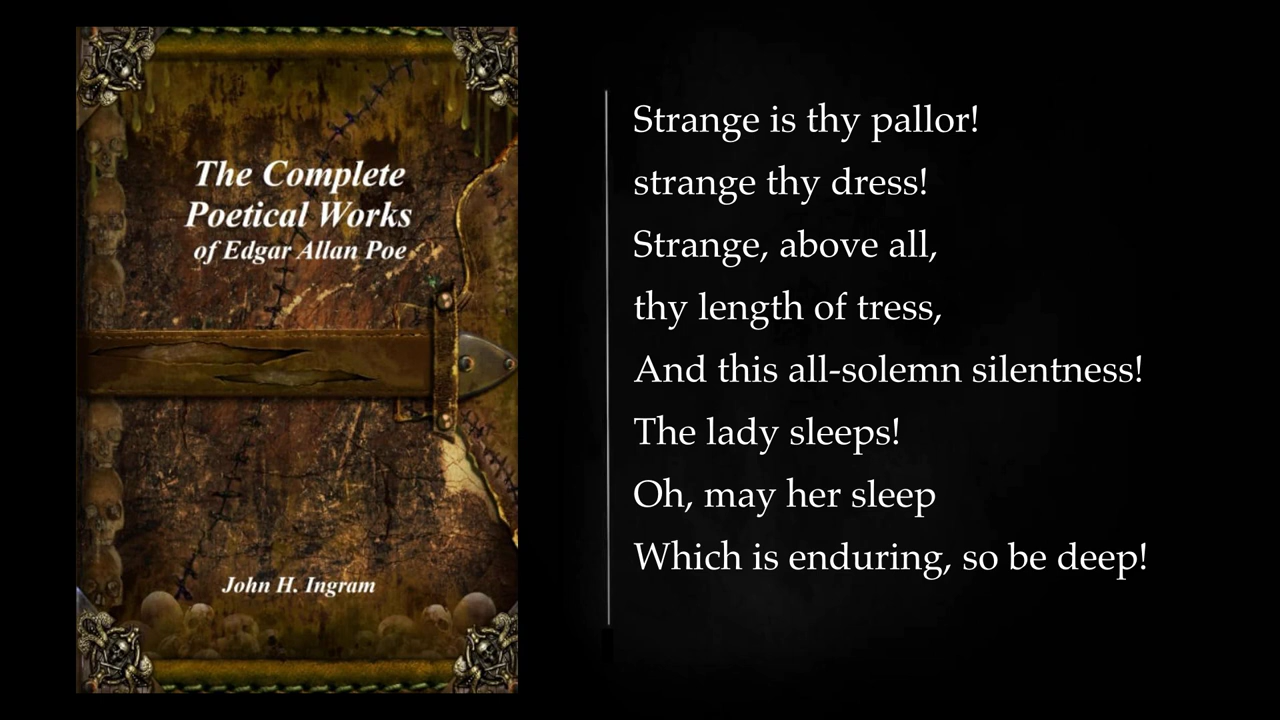 The Complete
Poetical Works
of Edgar Allan Poe
John H. Ingram
Strange is thy pallor!
strange thy dress!
Strange, above all,
thy length of tress,
And this all-solemn silentness!
The lady sleeps!
Oh, may her sleep
Which is enduring, so be deep!